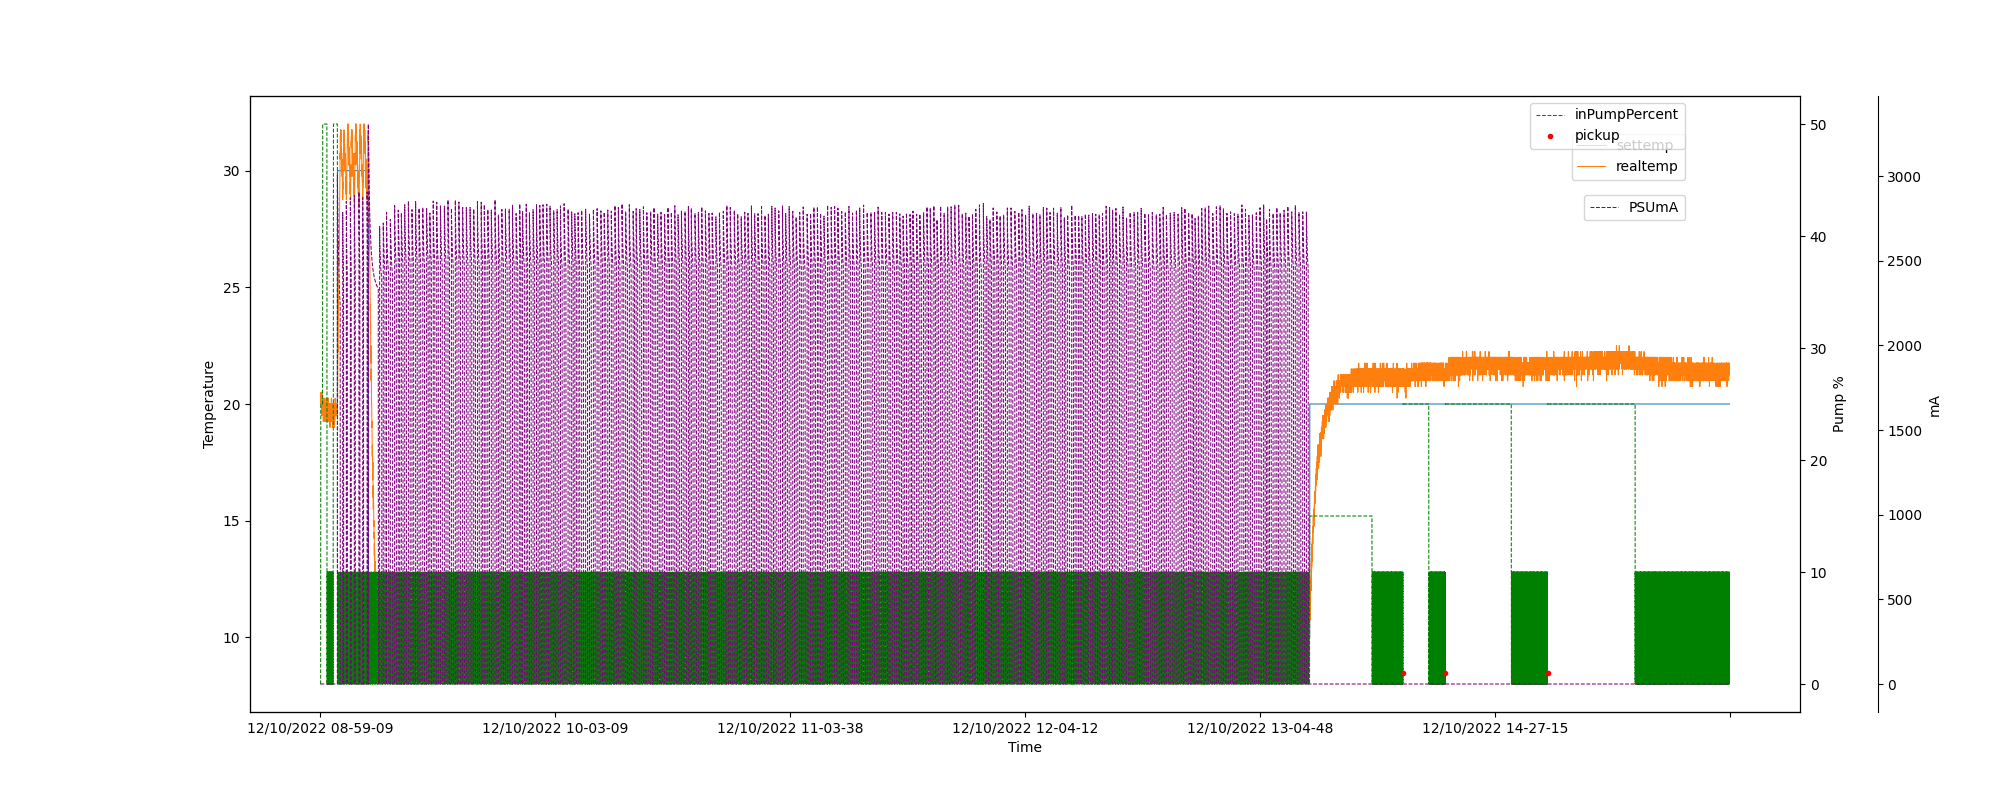 inPumpPercent
pickup
settemp
realtemp
PSUmA
30
25
20
15
10
Temperature
50
40
30
20
10
0
Pump %
3000
2500
2000
1500
1000
500
0
mA
12/10/2022 08-59-09
12/10/2022 10-03-09
12/10/2022 11-03-38
12/10/2022 12-04-12
12/10/2022 13-04-48
12/10/2022 14-27-15
Time